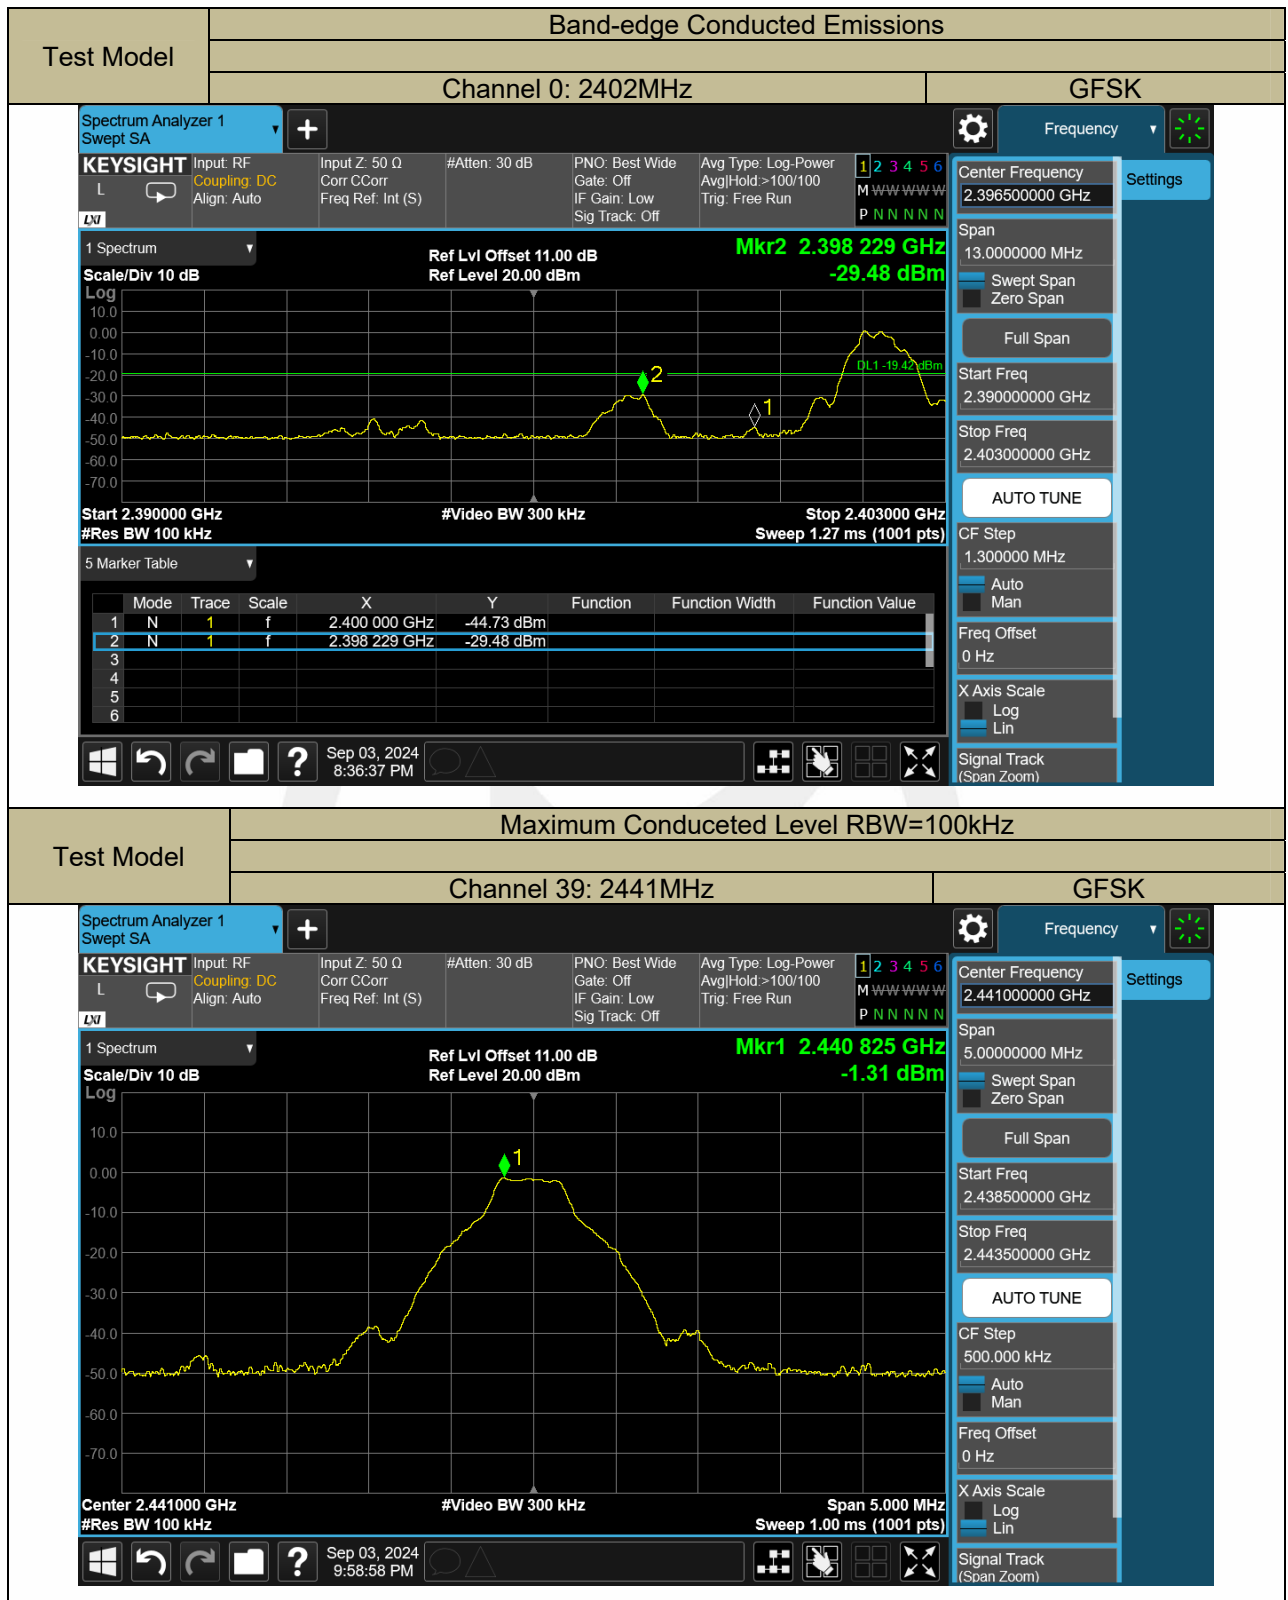 Test Model
Band-edge Conducted Emissions
Channel 0: 2402MHz
GFSK
Spectrum Analyzer 1
Swept SA
+
Frequency
KEYSIGHT
L
LXI
Input: RF
Coupling: DC
Align: Auto
Input Z: 50 Ω
Corr CCorr
Freq Ref: Int (S)
#Atten: 30 dB
PNO: Best Wide
Gate: Off
IF Gain: Low
Sig Track: Off
Avg Type: Log-Power
Avg|Hold:>100/100
Trig: Free Run
1 2 3 4 5 6
M W W W W W
P N N N N N
Center Frequency
2.396500000 GHz
Settings
Span
13.0000000 MHz
Swept Span
Zero Span
Full Span
Start Freq
2.390000000 GHz
Stop Freq
2.403000000 GHz
AUTO TUNE
CF Step
1.300000 MHz
Auto
Man
Freq Offset
0 Hz
X Axis Scale
Log
Lin
Signal Track
(Span Zoom)
1 Spectrum
Scale/Div 10 dB
Ref Lvl Offset 11.00 dB
Ref Level 20.00 dBm
Mkr2 2.398 229 GHz
-29.48 dBm
Log
10.0
0.00
-10.0
-20.0
-30.0
-40.0
-50.0
-60.0
-70.0
DL1 -19.42 dBm
2
1
Start 2.390000 GHz
#Video BW 300 kHz
Stop 2.403000 GHz
#Res BW 100 kHz
Sweep 1.27 ms (1001 pts)
5 Marker Table
Mode Trace Scale X Y Function Function Width Function Value
1 N 1 f 2.400 000 GHz -44.73 dBm
2 N 1 f 2.398 229 GHz -29.48 dBm
3
4
5
6
?
Sep 03, 2024
8:36:37 PM
Test Model
Maximum Conduceted Level RBW=100kHz
Channel 39: 2441MHz
GFSK
Spectrum Analyzer 1
Swept SA
+
Frequency
KEYSIGHT
L
LXI
Input: RF
Coupling: DC
Align: Auto
Input Z: 50 Ω
Corr CCorr
Freq Ref: Int (S)
#Atten: 30 dB
PNO: Best Wide
Gate: Off
IF Gain: Low
Sig Track: Off
Avg Type: Log-Power
Avg|Hold:>100/100
Trig: Free Run
1 2 3 4 5 6
M W W W W W
P N N N N N
Center Frequency
2.441000000 GHz
Settings
Span
5.00000000 MHz
Swept Span
Zero Span
Full Span
Start Freq
2.438500000 GHz
Stop Freq
2.443500000 GHz
AUTO TUNE
CF Step
500.000 kHz
Auto
Man
Freq Offset
0 Hz
X Axis Scale
Log
Lin
Signal Track
(Span Zoom)
1 Spectrum
Scale/Div 10 dB
Ref Lvl Offset 11.00 dB
Ref Level 20.00 dBm
Mkr1 2.440 825 GHz
-1.31 dBm
Log
10.0
0.00
-10.0
-20.0
-30.0
-40.0
-50.0
-60.0
-70.0
1
Center 2.441000 GHz
#Video BW 300 kHz
Span 5.000 MHz
#Res BW 100 kHz
Sweep 1.00 ms (1001 pts)
?
Sep 03, 2024
9:58:58 PM